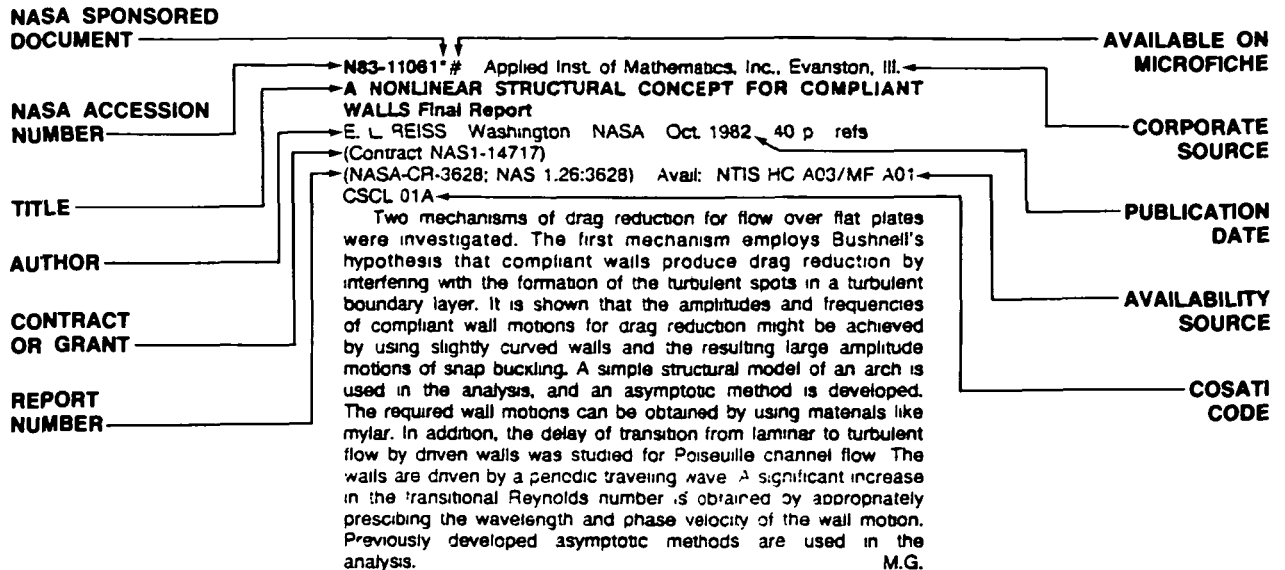 NASA SPONSORED
DOCUMENT
AVAILABLE ON
MICROFICHE
N83-11061*# Applied Inst. of Mathematics, Inc., Evanston, Ill.
A NONLINEAR STRUCTURAL CONCEPT FOR COMPLIANT
WALLS Final Report
NASA ACCESSION
NUMBER
E. L. REISS Washington NASA Oct. 1982 40 p refs
CORPORATE
SOURCE
(Contract NAS1-14717)
(NASA-CR-3628; NAS 1.26:3628) Avail: NTIS HC A03/MF A01
CSCL 01A
TITLE
PUBLICATION
DATE
AUTHOR
AVAILABILITY
SOURCE
CONTRACT
OR GRANT
COSATI
CODE
REPORT
NUMBER
Two mechanisms of drag reduction for flow over flat plates
were investigated. The first mechanism employs Bushnell's
hypothesis that compliant walls produce drag reduction by
interfering with the formation of the turbulent spots in a turbulent
boundary layer. It is shown that the amplitudes and frequencies
of compliant wall motions for drag reduction might be achieved
by using slightly curved walls and the resulting large amplitude
motions of snap buckling. A simple structural model of an arch is
used in the analysis, and an asymptotic method is developed.
The required wall motions can be obtained by using materials like
mylar. In addition, the delay of transition from laminar to turbulent
flow by driven walls was studied for Poiseuille channel flow. The
walls are driven by a periodic traveling wave. A significant increase
in the transitional Reynolds number is obtained by appropriately
prescibing the wavelength and phase velocity of the wall motion.
Previously developed asymptotic methods are used in the
analysis. M.G.